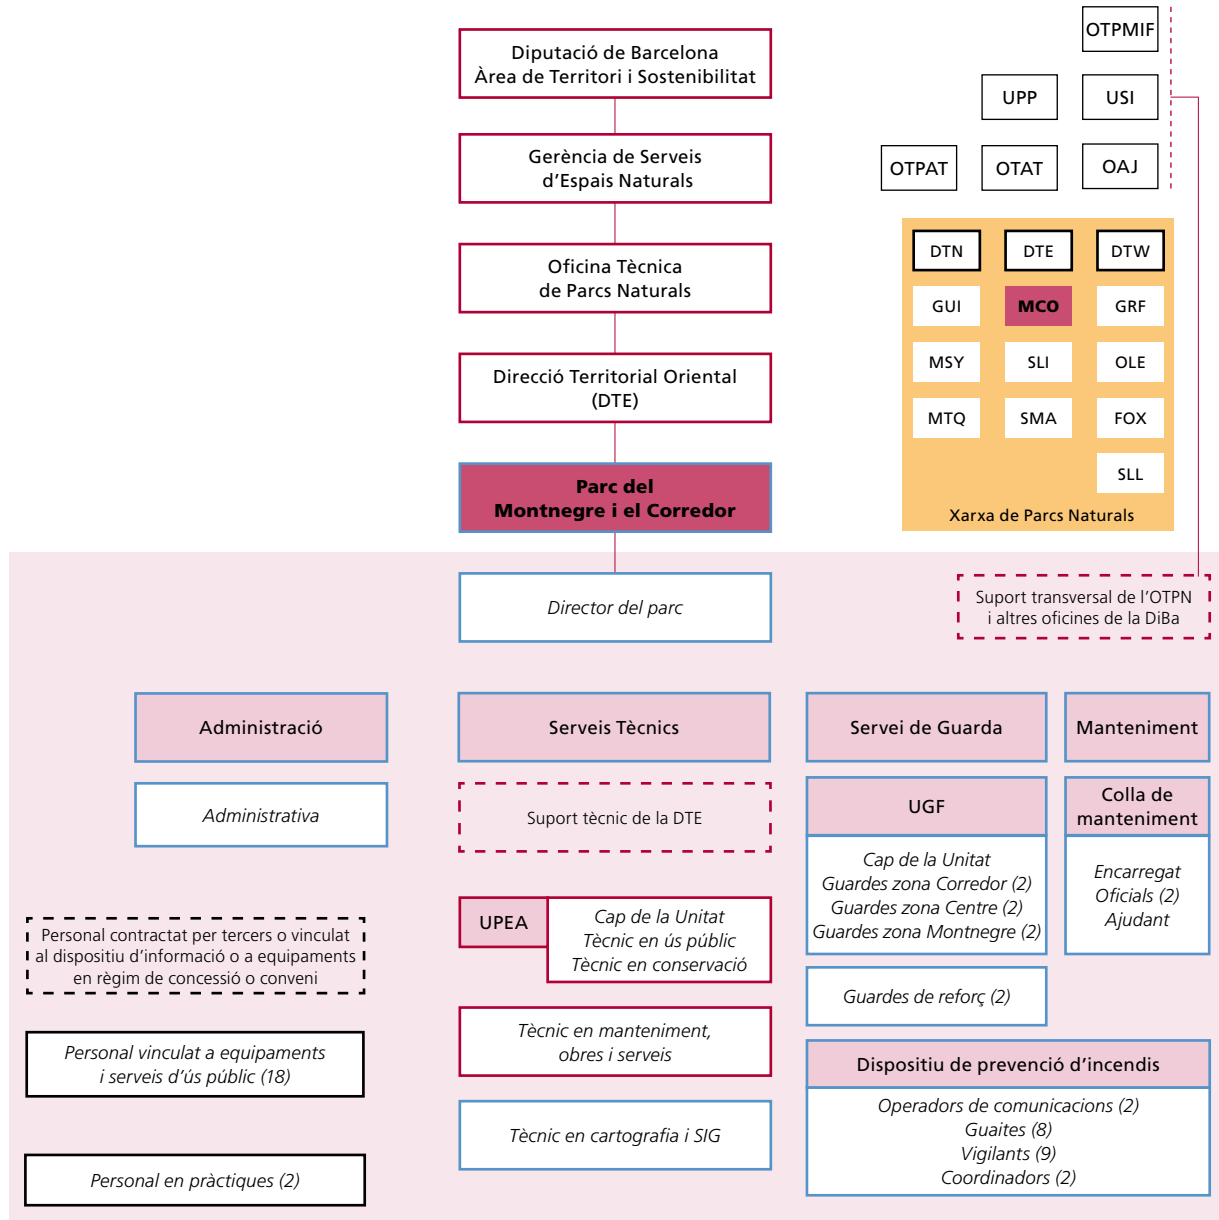 Diputació de Barcelona
Àrea de Territori i Sostenibilitat
Gerència de Serveis
d’Espais Naturals
Oficina Tècnica
de Parcs Naturals
Direcció Territorial Oriental
(DTE)
Parc del
Montnegre i el Corredor
OTPMIF
UPP
USI
OTPAT
OTAT
OAJ
DTN
DTE
DTW
GUI
MCO
GRF
MSY
SLI
OLE
MTQ
SMA
FOX
SLL
Xarxa de Parcs Naturals
Director del parc
Suport transversal de l’OTPN
i altres oficines de la DiBa
Administració
Administrativa
Personal contractat per tercers o vinculat
al dispositiu d’informació o a equipaments
en règim de concessió o conveni
Personal vinculat a equipaments
i serveis d’ús públic (18)
Personal en pràctiques (2)
Serveis Tècnics
Suport tècnic de la DTE
UPEA
Cap de la Unitat
Tècnic en ús públic
Tècnic en conservació
Tècnic en manteniment,
obres i serveis
Tècnic en cartografia i SIG
Servei de Guarda
UGF
Cap de la Unitat
Guardes zona Corredor (2)
Guardes zona Centre (2)
Guardes zona Montnegre (2)
Guardes de reforç (2)
Manteniment
Colla de
manteniment
Encarregat
Oficials (2)
Ajudant
Dispositiu de prevenció d’incendis
Operadors de comunicacions (2)
Guaites (8)
Vigilants (9)
Coordinadors (2)